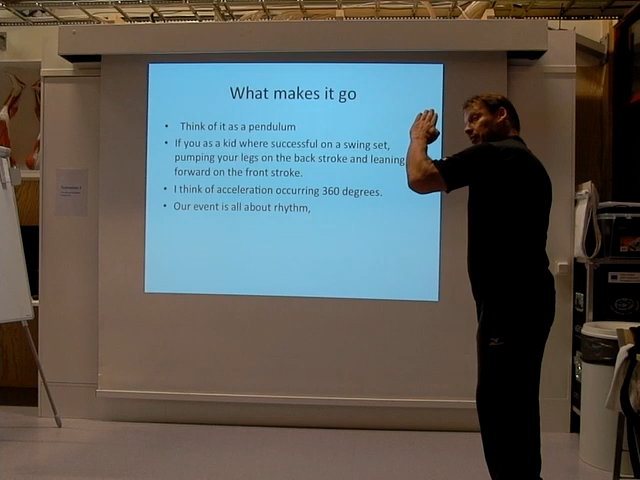 What makes it go
• Think of it as a pendulum
• If you as a kid where successful on a swing set,
pumping your legs on the back stroke and leaning
forward on the front stroke.
• I think of acceleration occurring 360 degrees.
• Our event is all about rhythm,